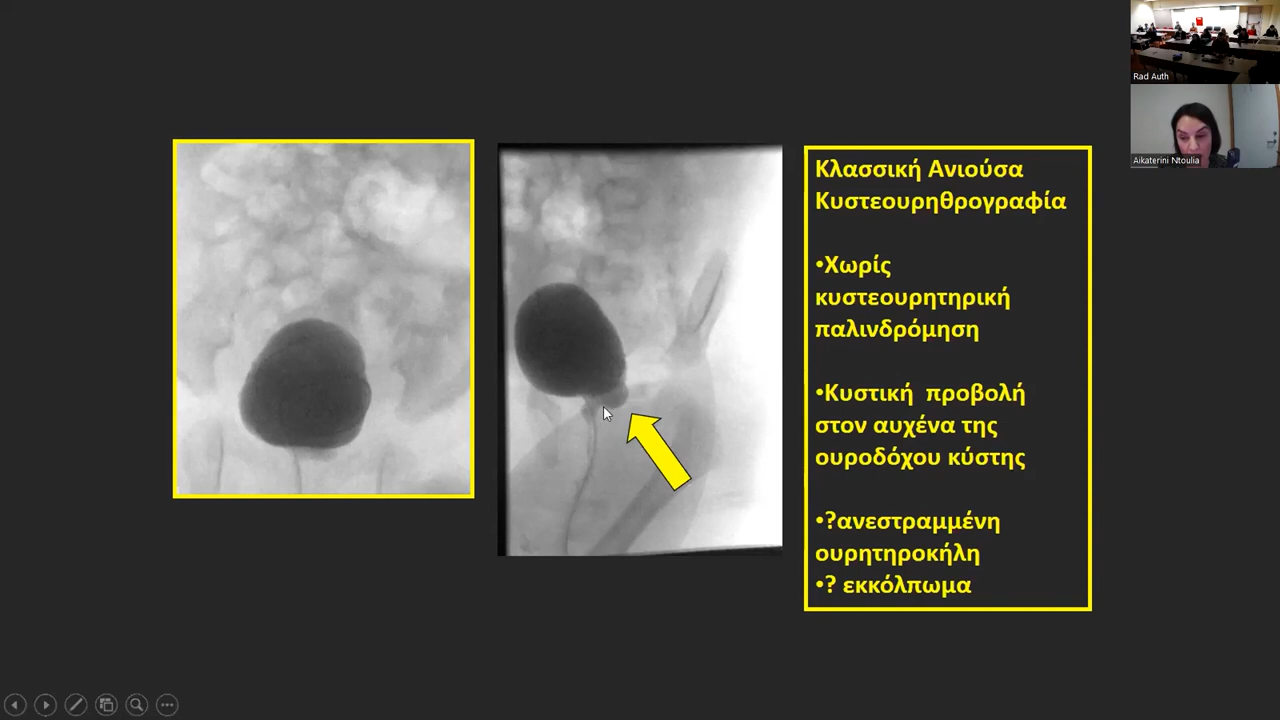 Rad Auth
Aikaterini Ntoulia
Κλασσική Ανιούσα
Κυστεουρηθρογραφία
•Χωρίς
κυστεουρητηρική
παλινδρόμηση
•Κυστική προβολή
στον αυχένα της
ουροδόχου κύστης
•?ανεστραμμένη
ουρητηροκήλη
•? εκκόλπωμα